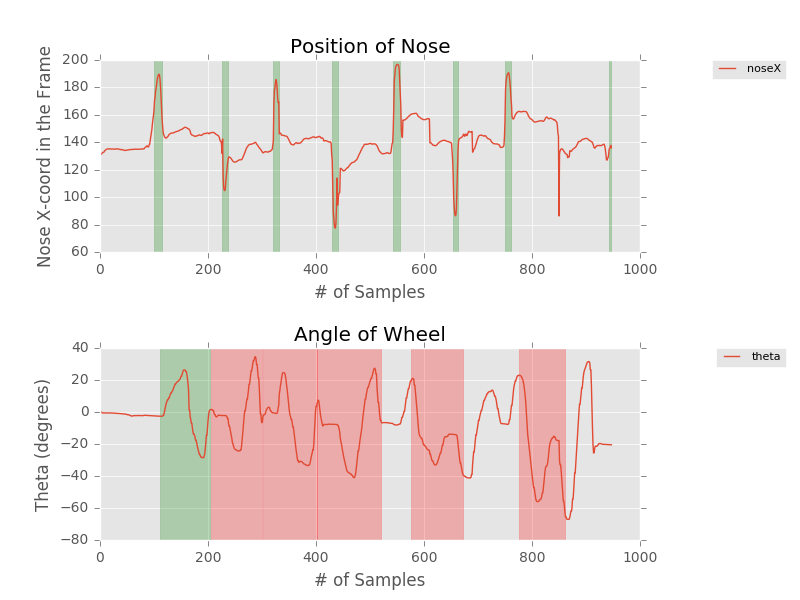 Position of Nose
Nose X-coord in the Frame
200
180
160
140
120
100
80
60
0 200 400 600 800 1000
# of Samples
noseX
Angle of Wheel
Theta (degrees)
40
20
0
−20
−40
−60
−80
0 200 400 600 800 1000
# of Samples
theta